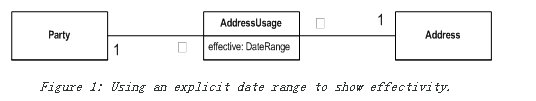 Party
1
AddressUsage
effective: DateRange
1
Address
Figure 1: Using an explicit date range to show effectivity.